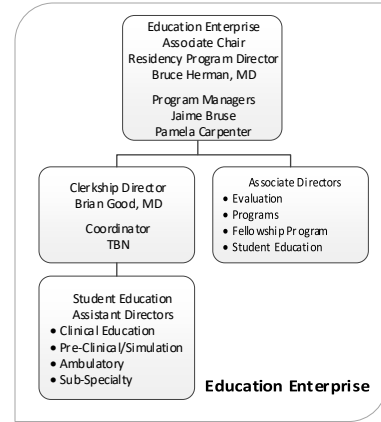 Education Enterprise
Associate Chair
Residency Program Director
Bruce Herman, MD
Program Managers
Jaime Bruse
Pamela Carpenter
Clerkship Director
Brian Good, MD
Coordinator
TBN
Associate Directors
• Evaluation
• Programs
• Fellowship Program
• Student Education
Student Education
Assistant Directors
• Clinical Education
• Pre-Clinical/Simulation
• Ambulatory
• Sub-Specialty
Education Enterprise